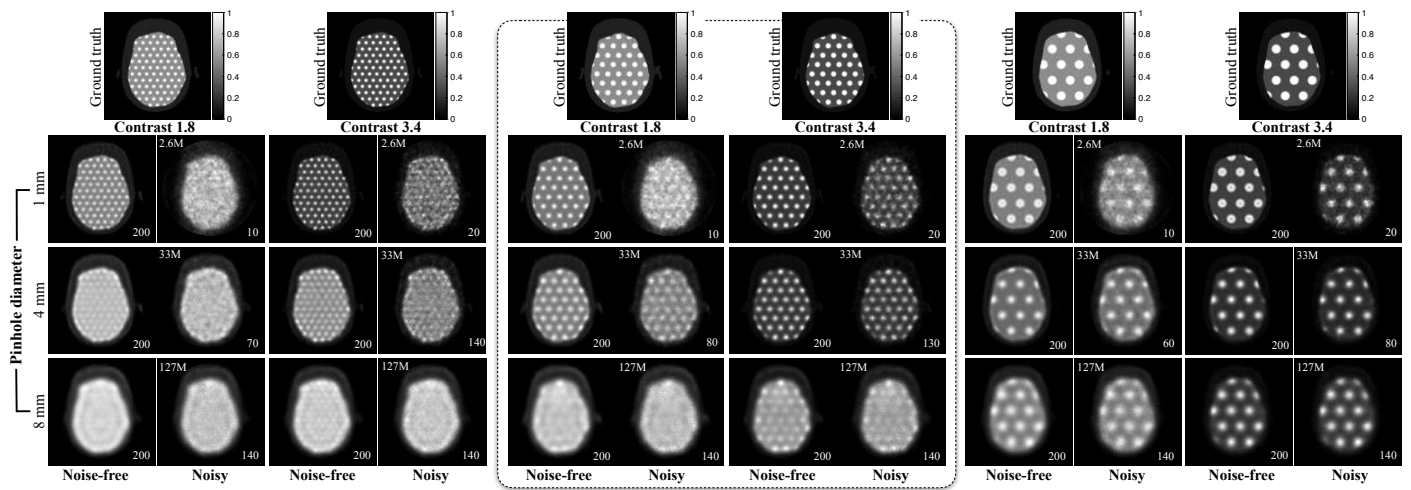 Ground truth
1
0.8
0.6
0.4
0.2
0
Contrast 1.8
Ground truth
1
0.8
0.6
0.4
0.2
0
Contrast 3.4
Ground truth
1
0.8
0.6
0.4
0.2
0
Contrast 1.8
Ground truth
1
0.8
0.6
0.4
0.2
0
Contrast 3.4
Ground truth
1
0.8
0.6
0.4
0.2
0
Contrast 1.8
Ground truth
1
0.8
0.6
0.4
0.2
0
Contrast 3.4
Pinhole diameter
1 mm
2.6M 2.6M 2.6M 2.6M 2.6M 2.6M
200 10 200 20 200 10 200 20 200 10 200 20
4 mm
33M 33M 33M 33M 33M 33M
200 70 200 140 200 80 200 130 200 60 200 80
8 mm
127M 127M 127M 127M 127M 127M
200 140 200 140 200 140 200 140 200 140 200 140
Noise-free Noisy Noise-free Noisy Noise-free Noisy Noise-free Noisy Noise-free Noisy Noise-free Noisy